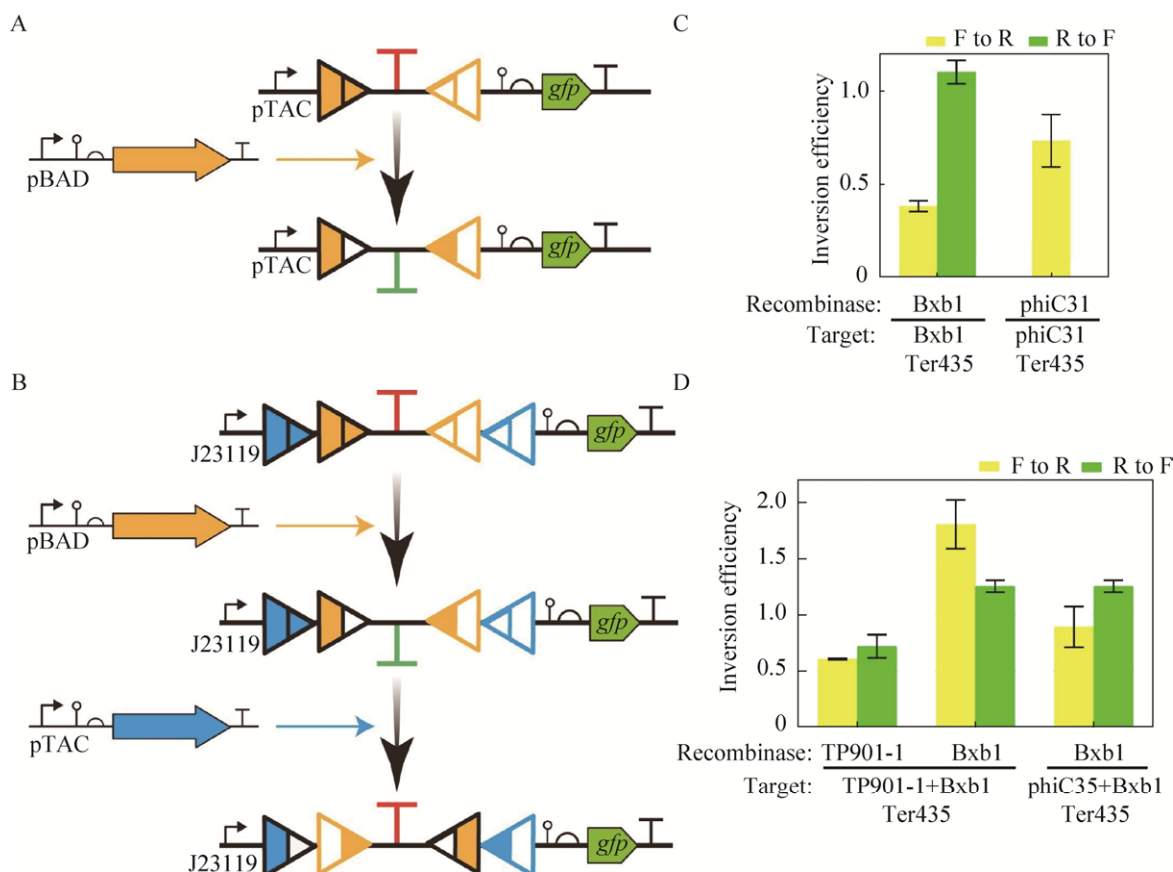 A
pTAC
gfp
pBAD
pTAC
gfp
B
J23119
gfp
pBAD
J23119
gfp
pTAC
J23119
gfp
C
F to R R to F
Inversion efficiency
1.0
0.5
0
Recombinase: Bxb1 phiC31
Target: Bxb1 phiC31
Ter435 Ter435
D
F to R R to F
Inversion efficiency
2.0
1.5
1.0
0.5
0
Recombinase: TP901-1 Bxb1 Bxb1
Target: TP901-1+Bxb1 phiC35+Bxb1
Ter435 Ter435